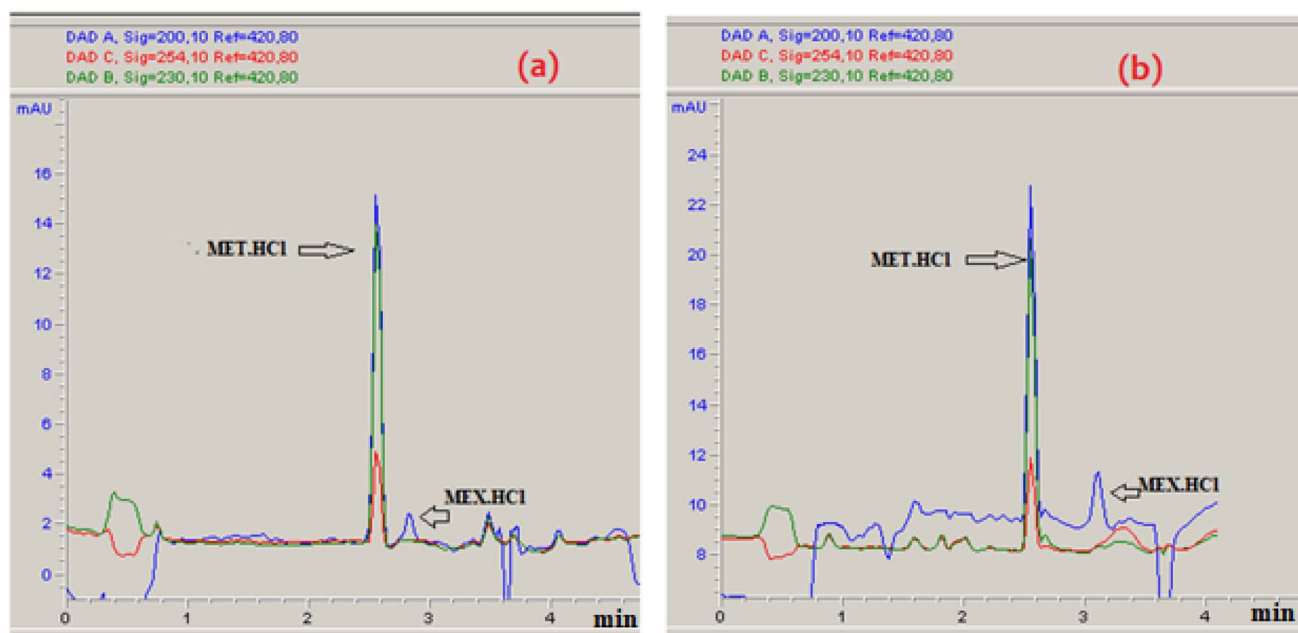 DAD A, Sig=200,10 Ref=420,80
DAD C, Sig=254,10 Ref=420,80
DAD B, Sig=230,10 Ref=420,80
(a)
mAU
16
14
12
10
8
6
4
2
0
MET.HCl
MEX.HCl
0
1
2
3
min
DAD A, Sig=200,10 Ref=420,80
DAD C, Sig=254,10 Ref=420,80
DAD B, Sig=230,10 Ref=420,80
(b)
mAU
24
22
20
18
16
14
12
10
8
MET.HCl
MEX.HCl
0
1
2
3
4
min